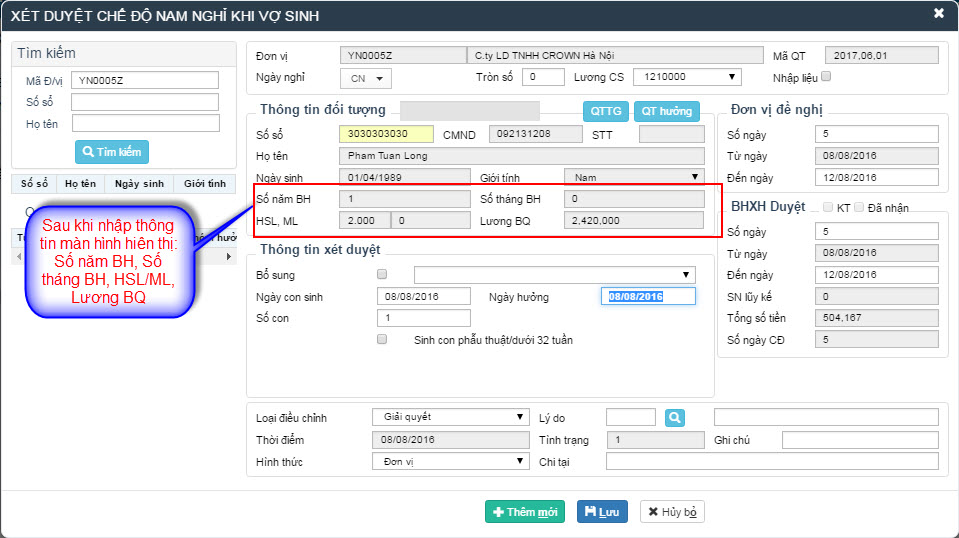 XÉT DUYỆT CHẾ ĐỘ NAM NGHỈ KHI VỢ SINH
Tìm kiếm
Mã Đ/vị YN0005Z
Số sổ
Họ tên
Tìm kiếm
Số sổ Họ tên Ngày sinh Giới tính
Sau khi nhập thông
tin màn hình hiện thị:
Số năm BH, Số
tháng BH, HSL/ML,
Lương BQ
Đơn vị YN0005Z C.ty LD TNHH CROWN Hà Nội Mã QT 2017,06,01
Ngày nghỉ CN Tròn số 0 Lương CS 1210000 Nhập liệu
Thông tin đối tượng QTTG QT hưởng
Số sổ 3030303030 CMND 092131208 STT
Họ tên Pham Tuan Long
Ngày sinh 01/04/1989 Giới tính Nam
Số năm BH 1 Số tháng BH 0
HSL, ML 2.000 0 Lương BQ 2,420,000
Đơn vị đề nghị
Số ngày 5
Từ ngày 08/08/2016
Đến ngày 12/08/2016
Thông tin xét duyệt
Bổ sung
Ngày con sinh 08/08/2016 Ngày hưởng 08/08/2016
Số con 1
Sinh con phẫu thuật/dưới 32 tuần
BHXH Duyệt KT Đã nhận
Số ngày 5
Từ ngày 08/08/2016
Đến ngày 12/08/2016
SN lũy kế 0
Tổng số tiền 504,167
Số ngày CĐ 5
Loại điều chỉnh Giải quyết Lý do
Thời điểm 08/08/2016 Tình trạng 1 Ghi chú
Hình thức Đơn vị Chi tại
Thêm mới Lưu Hủy bỏ